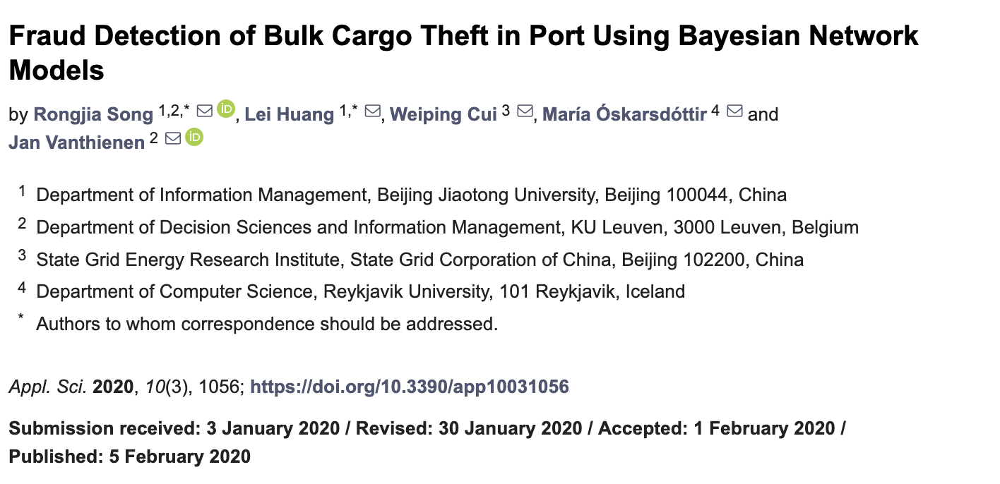 Fraud Detection of Bulk Cargo Theft in Port Using Bayesian Network
Models
by Rongjia Song 1,2,* iD, Lei Huang 1,*, Weiping Cui 3, María Óskarsdóttir 4 and
Jan Vanthienen 2 iD
1 Department of Information Management, Beijing Jiaotong University, Beijing 100044, China
2 Department of Decision Sciences and Information Management, KU Leuven, 3000 Leuven, Belgium
3 State Grid Energy Research Institute, State Grid Corporation of China, Beijing 102200, China
4 Department of Computer Science, Reykjavik University, 101 Reykjavik, Iceland
* Authors to whom correspondence should be addressed.
Appl. Sci. 2020, 10(3), 1056; https://doi.org/10.3390/app10031056
Submission received: 3 January 2020 / Revised: 30 January 2020 / Accepted: 1 February 2020 /
Published: 5 February 2020